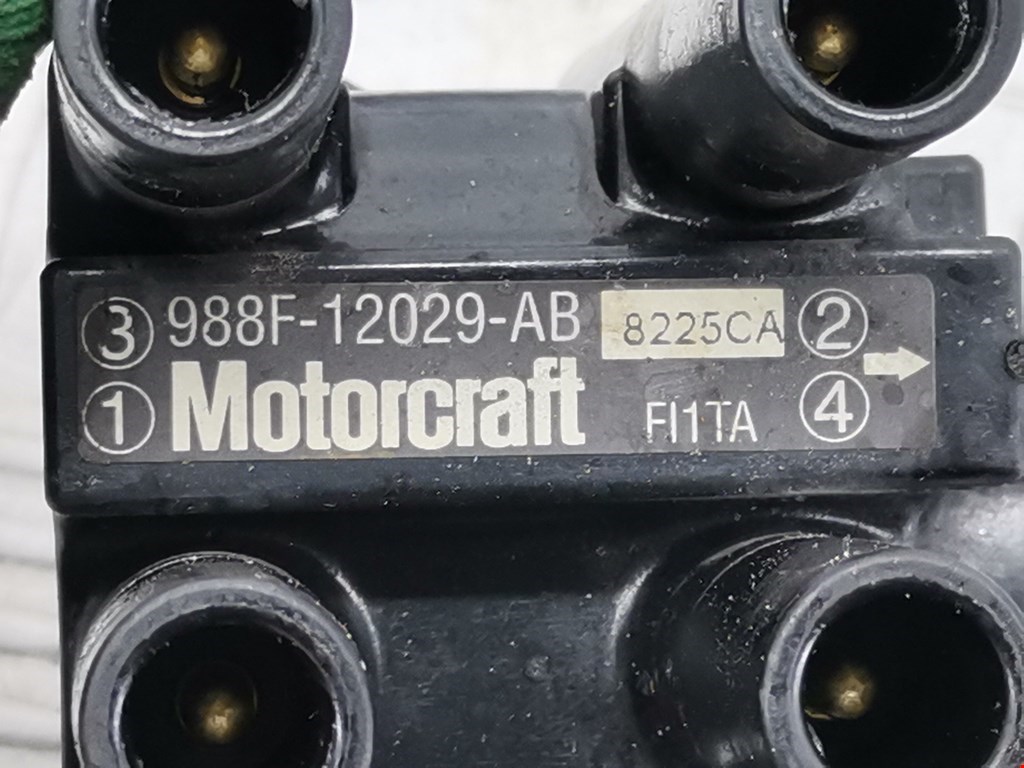 ③ 988F-12029-AB 8225CA ②
① Motorcraft FI1TA ④